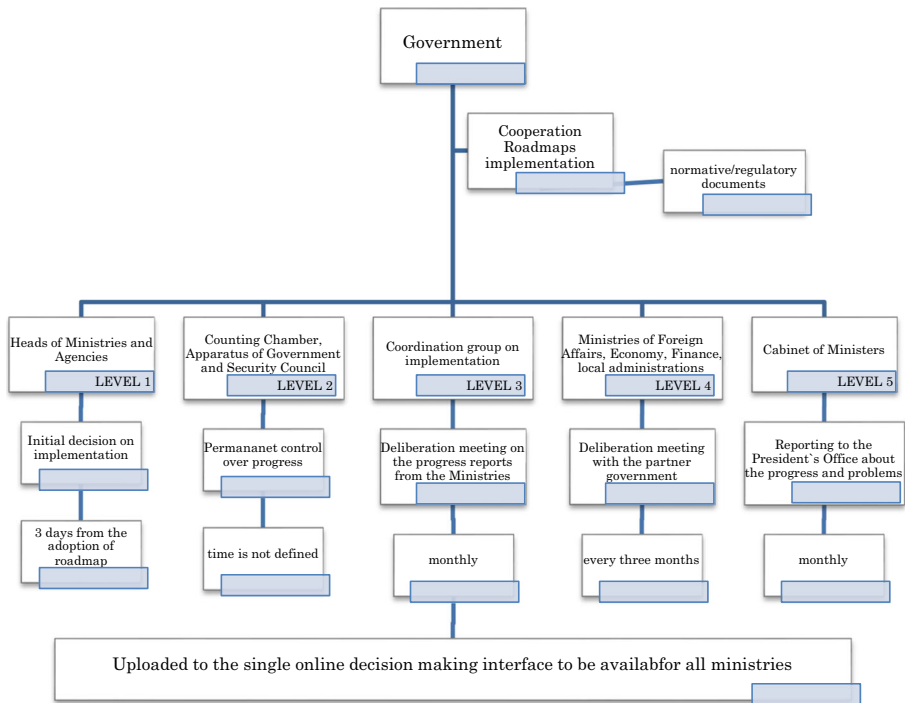 Government
Cooperation
Roadmaps
implementation
normative/regulatory
documents
Heads of Ministries and
Agencies
LEVEL 1
Counting Chamber,
Apparatus of Government
and Security Council
LEVEL 2
Coordination group on
implementation
LEVEL 3
Ministries of Foreign
Affairs, Economy, Finance,
local administrations
LEVEL 4
Cabinet of Ministers
LEVEL 5
Initial decision on
implementation
Permananet control
over progress
Deliberation meeting on
the progress reports
from the Ministries
Deliberation meeting
with the partner
government
Reporting to the
President`s Office about
the progress and problems
3 days from the
adoption of
roadmap
time is not defined
monthly
every three months
monthly
Uploaded to the single online decision making interface to be availabfor all ministries